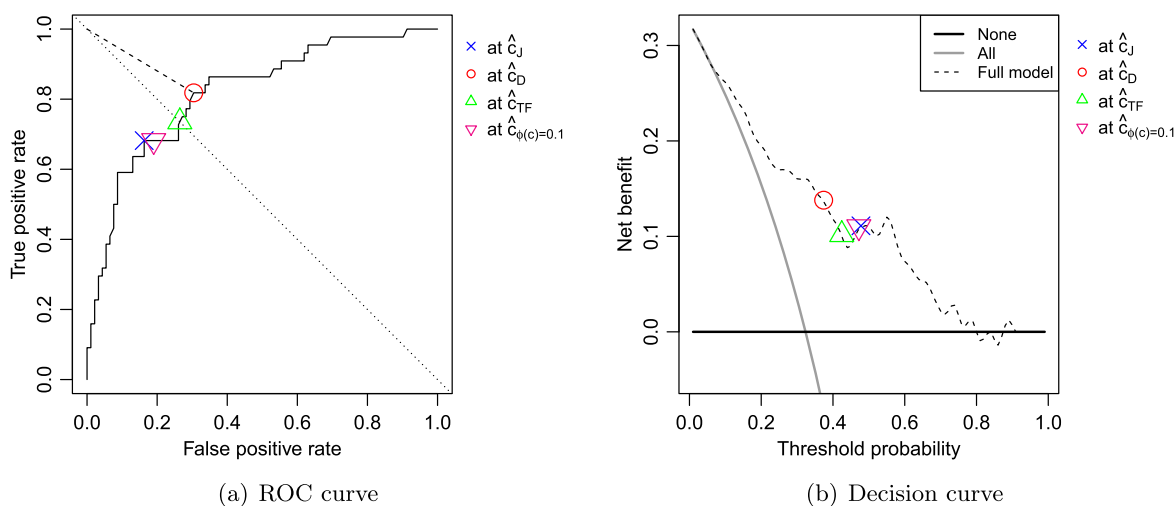 True positive rate
1.0
0.8
0.6
0.4
0.2
0.0
0.0 0.2 0.4 0.6 0.8 1.0
False positive rate
at ĉJ
at ĉD
at ĉTF
at ĉϕ(c)=0.1
(a) ROC curve
Net benefit
0.3
0.2
0.1
0.0
0.0 0.2 0.4 0.6 0.8 1.0
Threshold probability
None
All
Full model
at ĉJ
at ĉD
at ĉTF
at ĉϕ(c)=0.1
(b) Decision curve